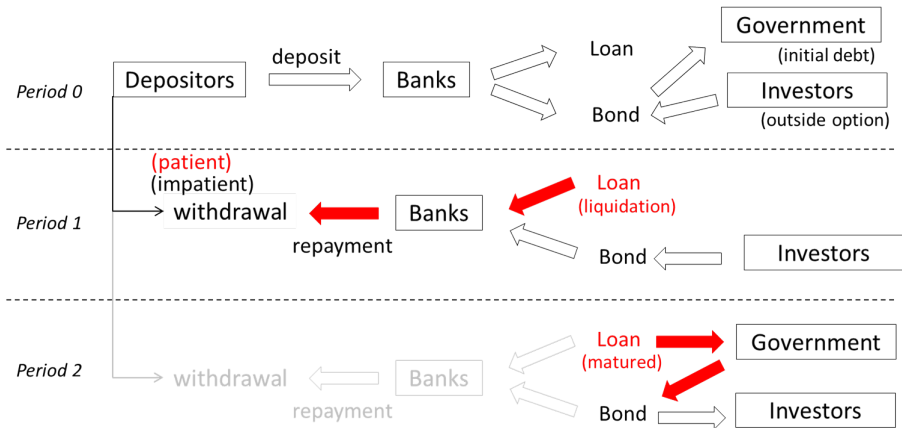 Government
deposit
Loan
(initial debt)
Period 0
Depositors
Banks
Investors
Bond
(outside option)
(patient)
(impatient)
Loan
Period 1
withdrawal
Banks
(liquidation)
repayment
Bond
Investors
Loan
Government
Period 2
(matured)
withdrawal
Banks
repayment
Bond
Investors